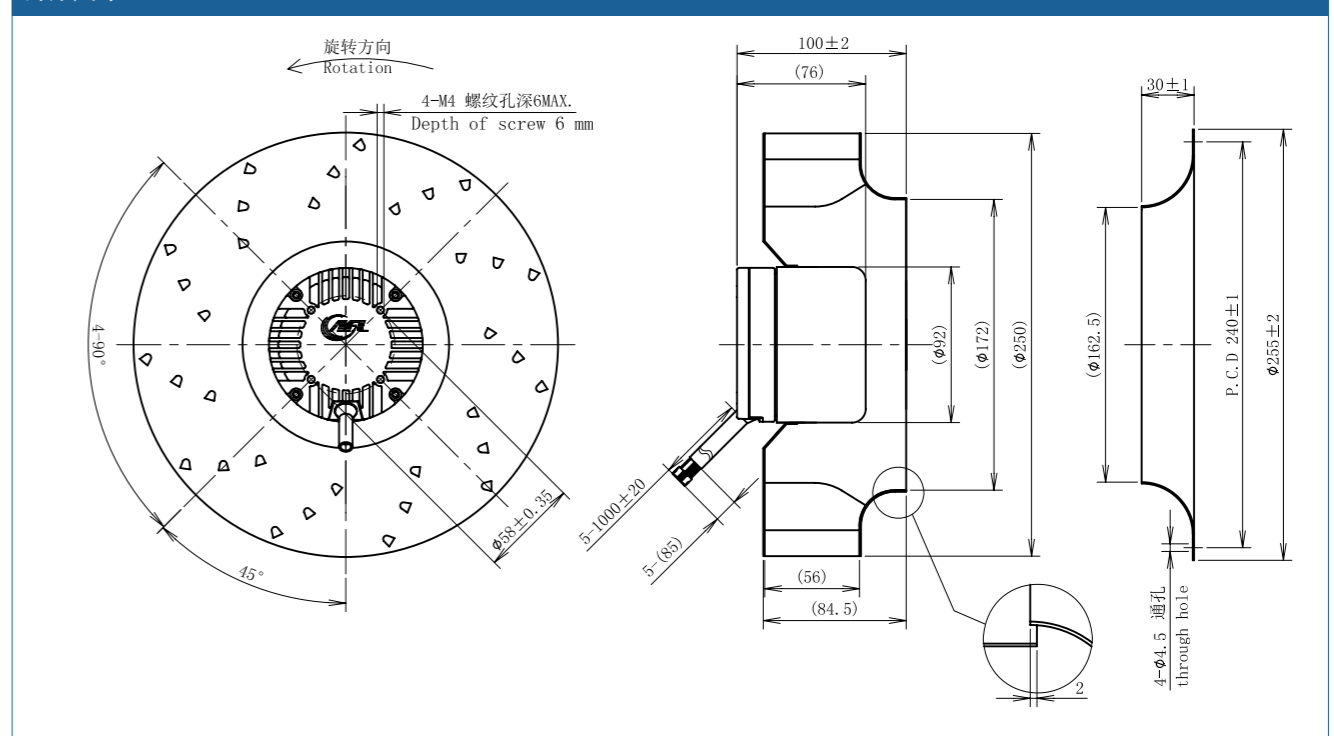 旋转方向
Rotation
4-M4 螺纹孔深6MAX.
Depth of screw 6 mm
4-90°
45°
ϕ58±0.35
100±2
(76)
5-1000±20
5-(85)
(56)
(84.5)
(ϕ92)
(ϕ172)
(ϕ250)
2
30±1
(ϕ162.5)
P.C.D 240±1
ϕ255±2
4-ϕ4.5 通孔
through hole